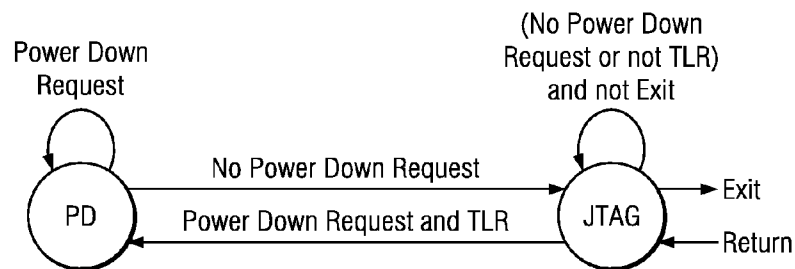 Power Down
Request
(No Power Down
Request or not TLR)
and not Exit
No Power Down Request
PD
JTAG
Exit
Power Down Request and TLR
Return